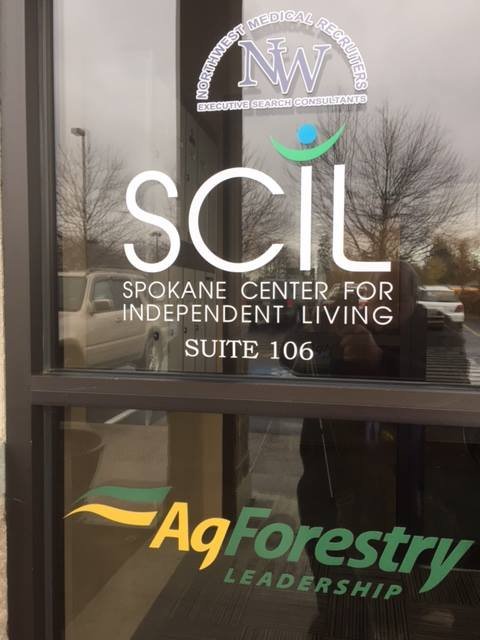 NORTHWEST MEDICAL RECRUITERS
NW
EXECUTIVE SEARCH CONSULTANTS
SCIL
SPOKANE CENTER FOR
INDEPENDENT LIVING
SUITE 106
AgForestry
LEADERSHIP